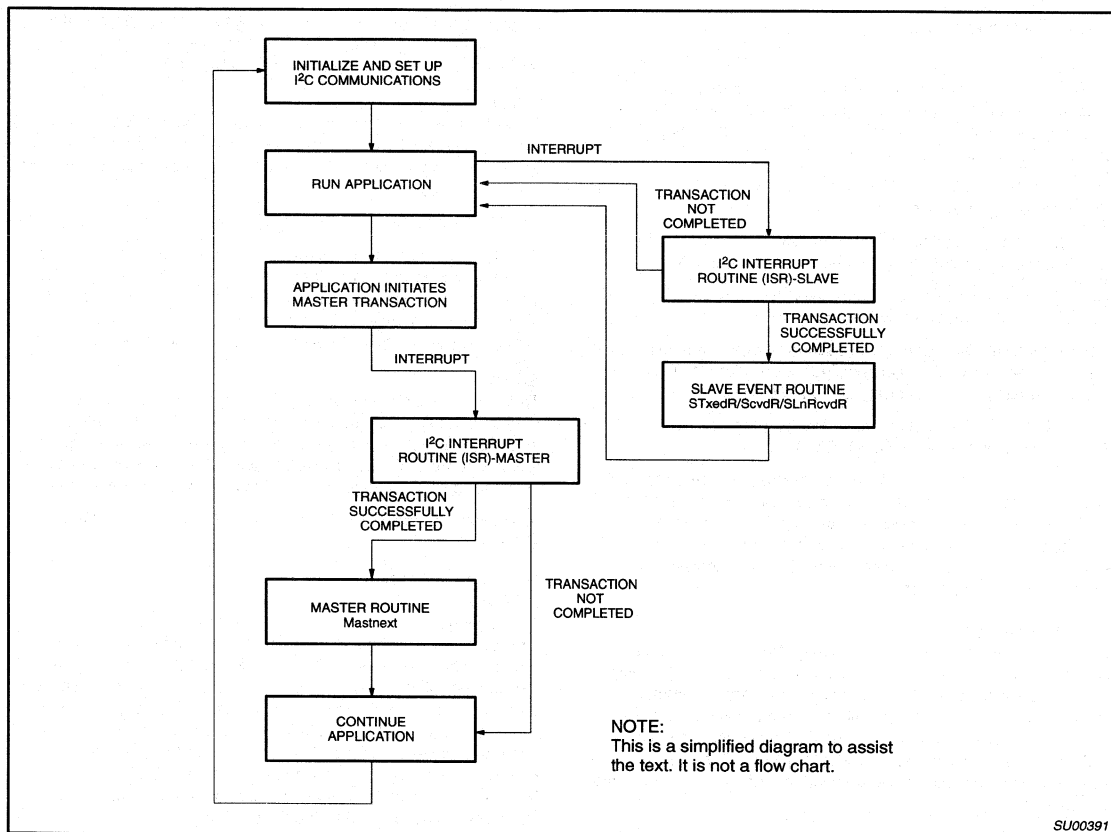 INITIALIZE AND SET UP
I²C COMMUNICATIONS
INTERRUPT
RUN APPLICATION
TRANSACTION
NOT
COMPLETED
I²C INTERRUPT
ROUTINE (ISR)-SLAVE
APPLICATION INITIATES
MASTER TRANSACTION
TRANSACTION
SUCCESSFULLY
COMPLETED
INTERRUPT
SLAVE EVENT ROUTINE
STxedR/ScvdR/SLnRcvdR
I²C INTERRUPT
ROUTINE (ISR)-MASTER
TRANSACTION
SUCCESSFULLY
COMPLETED
TRANSACTION
NOT
COMPLETED
MASTER ROUTINE
Mastnext
CONTINUE
APPLICATION
NOTE:
This is a simplified diagram to assist
the text. It is not a flow chart.
SU00391